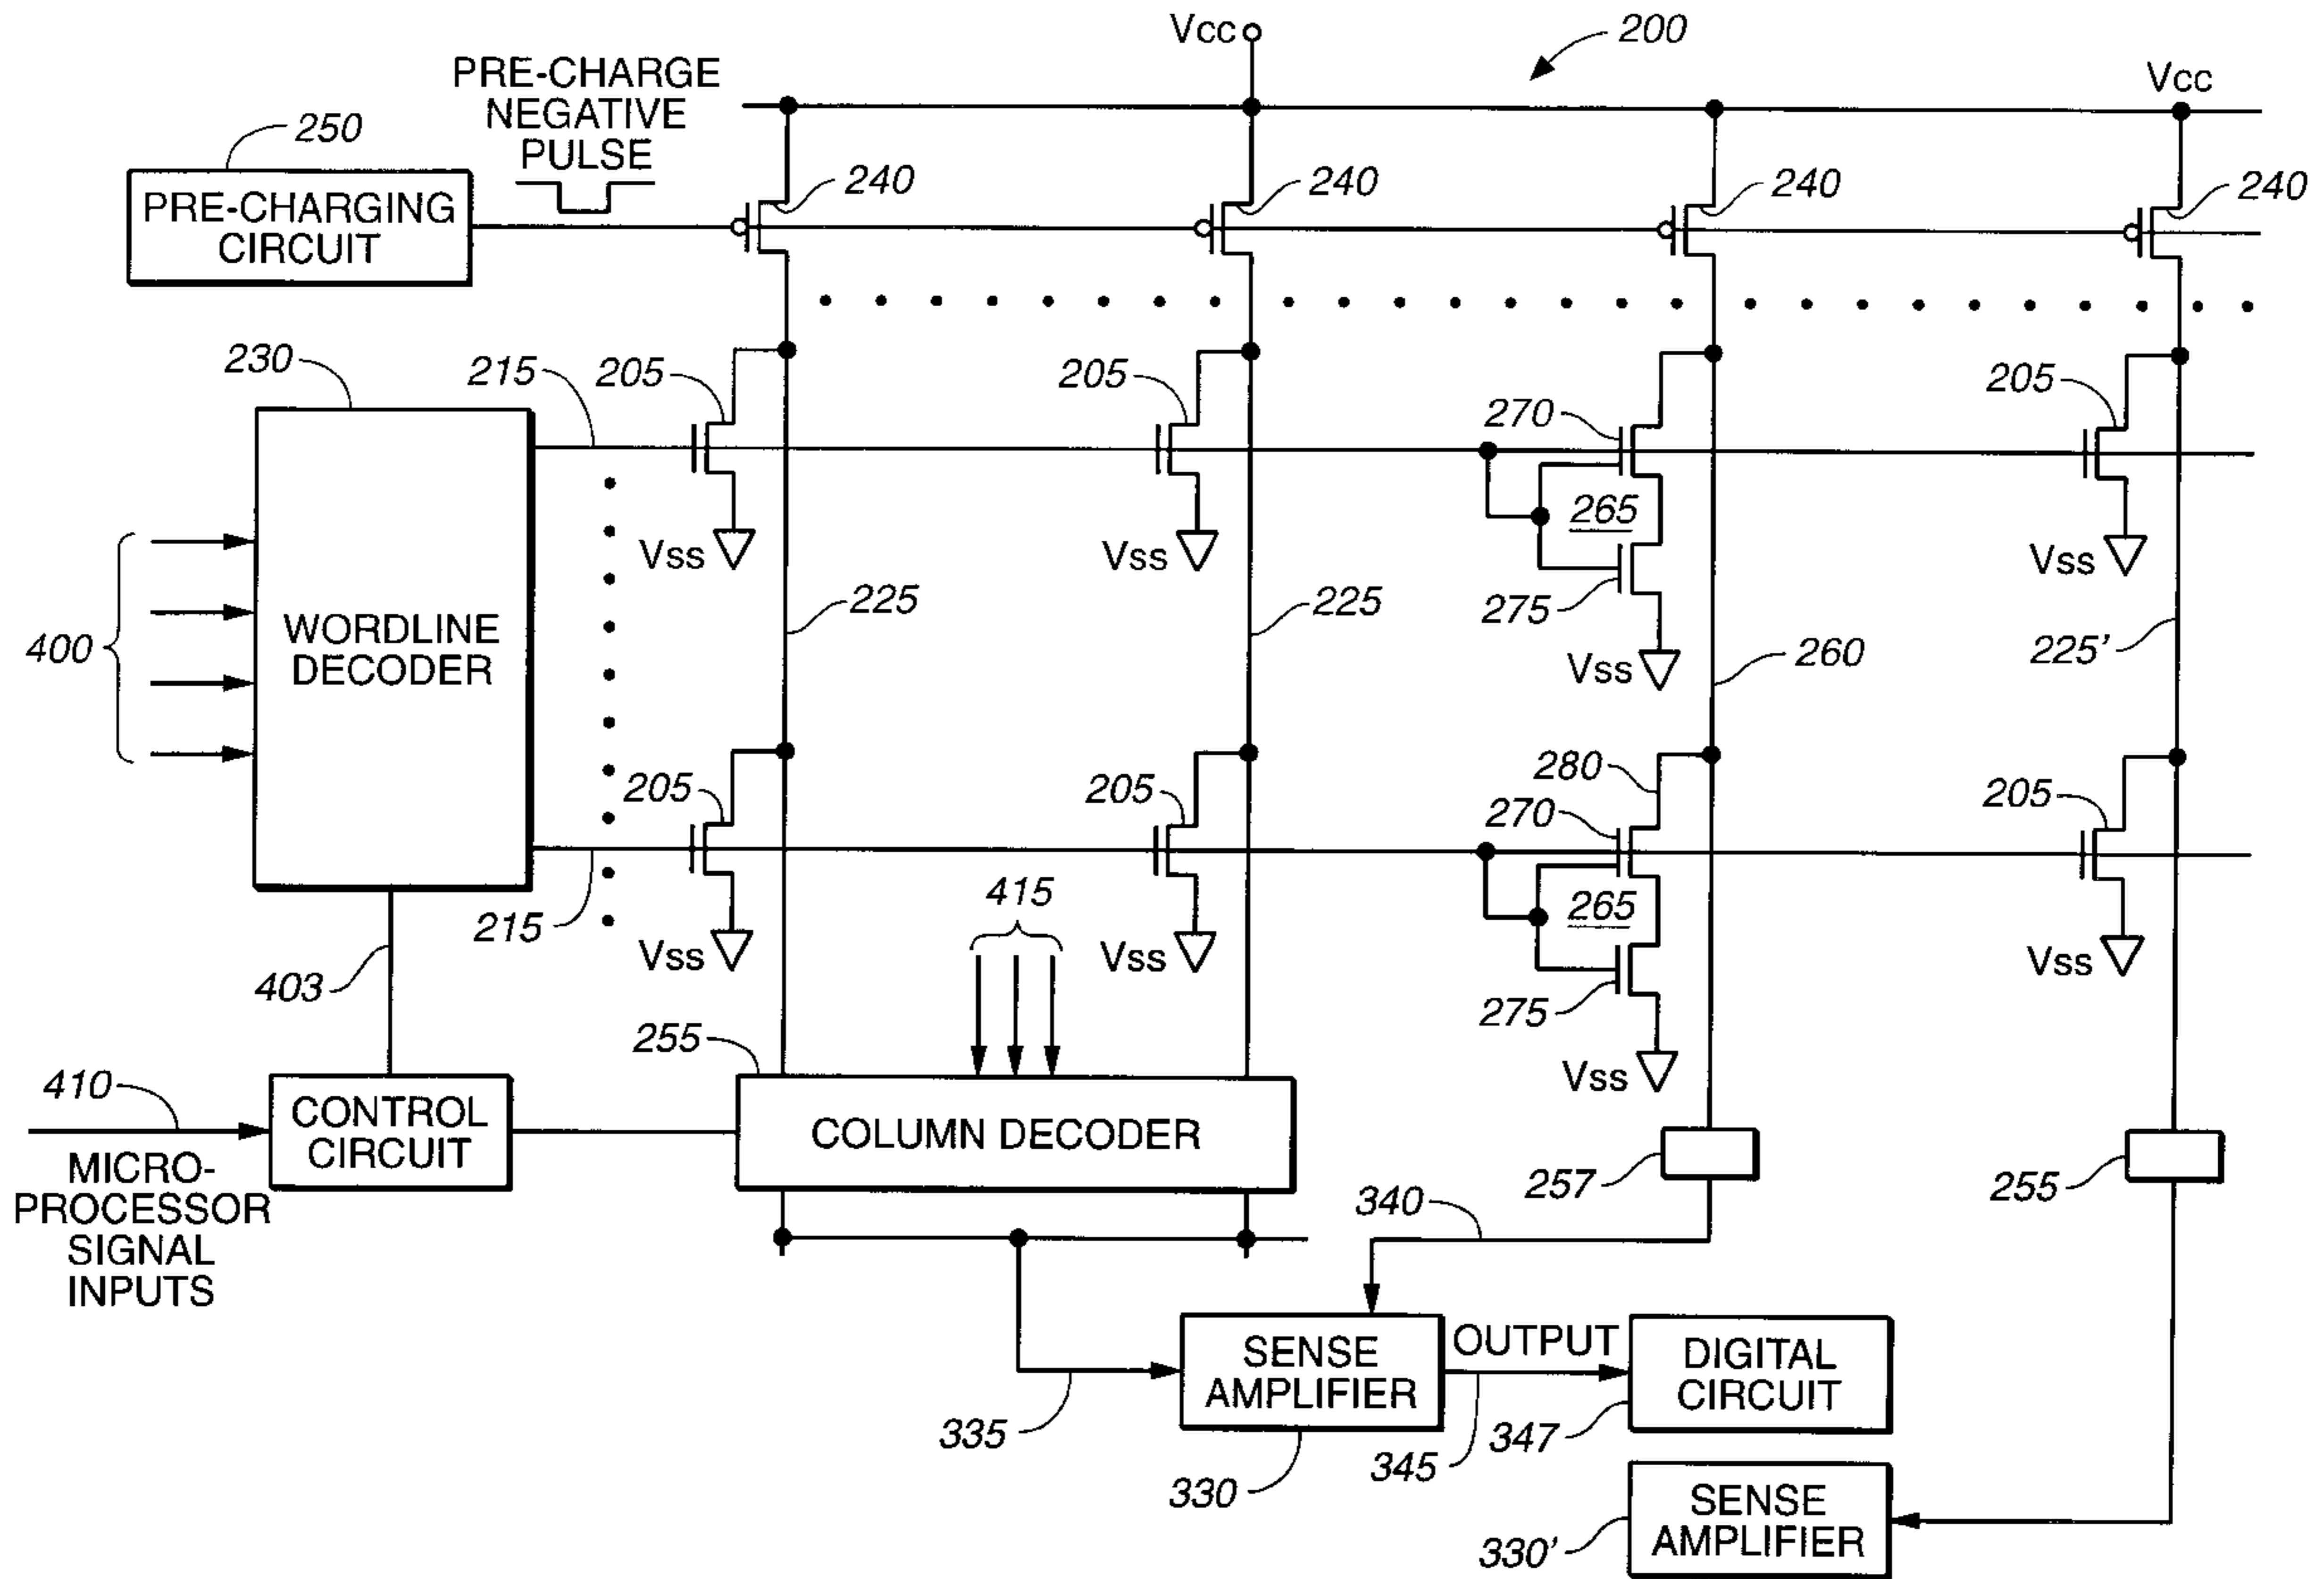 Vcc
200
PRE-CHARGE
NEGATIVE
PULSE
Vcc
250
PRE-CHARGING
CIRCUIT
240
240
240
240
230
215
205
205
270
205
265
Vss
Vss
Vss
275
225
225
Vss
260
225’
400
WORDLINE
DECODER
280
205
205
270
205
415
265
215
Vss
Vss
Vss
403
275
255
Vss
410
CONTROL
CIRCUIT
COLUMN DECODER
MICRO-
PROCESSOR
SIGNAL
INPUTS
257
255
340
SENSE
AMPLIFIER
OUTPUT
DIGITAL
CIRCUIT
335
345
347
330
SENSE
AMPLIFIER
330’